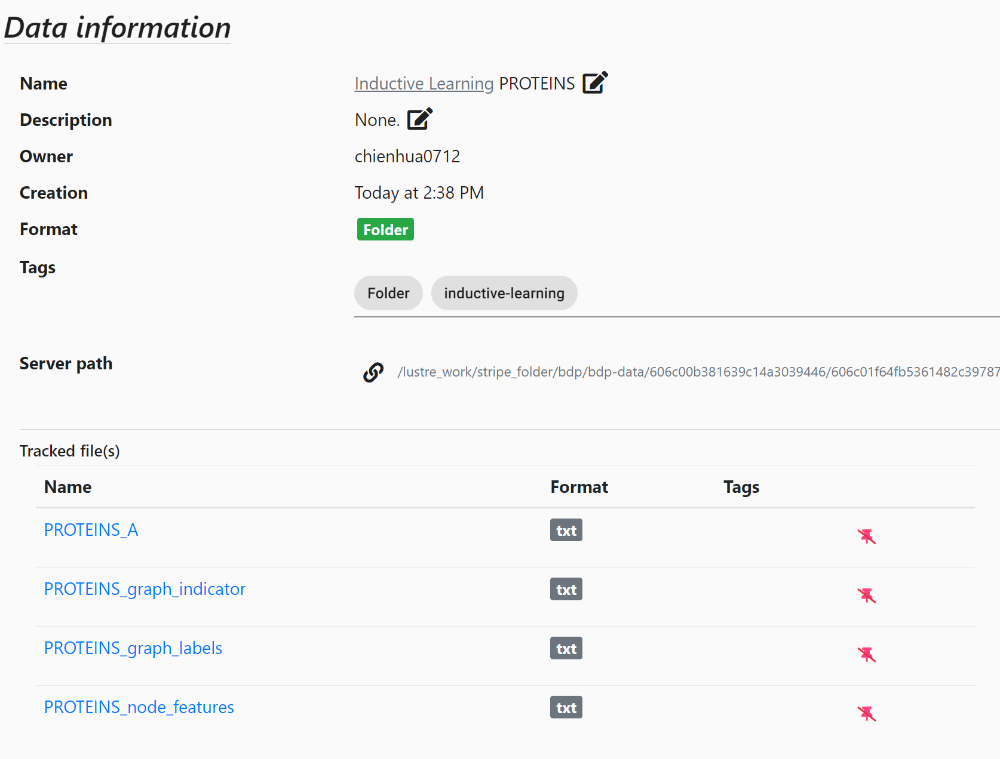 Data information
Name Inductive Learning PROTEINS
Description None.
Owner chienhua0712
Creation Today at 2:38 PM
Format Folder
Tags
Folder inductive-learning
Server path
/lustre_work/stripe_folder/bdp/bdp-data/606c00b381639c14a3039446/606c01f64fb5361482c39787
Tracked file(s)
Name Format Tags
PROTEINS_A txt
PROTEINS_graph_indicator txt
PROTEINS_graph_labels txt
PROTEINS_node_features txt